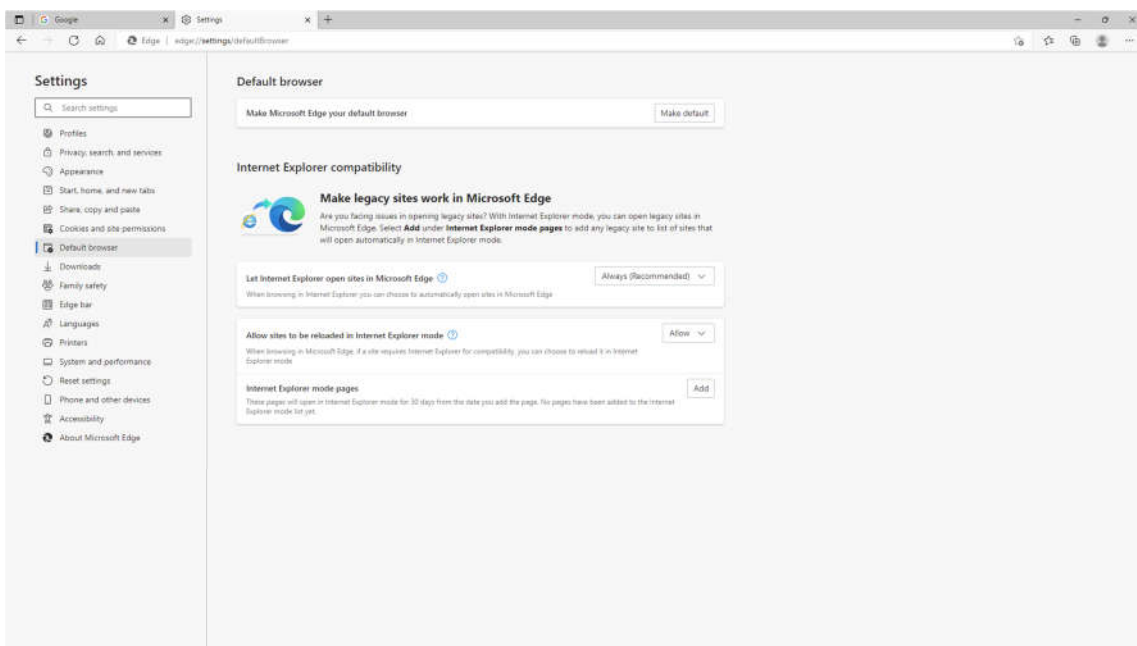 Google
Settings
Edge
edge://settings/defaultBrowser
Settings
Search settings
Profiles
Privacy, search, and services
Appearance
Start, home, and new tabs
Share, copy and paste
Cookies and site permissions
Default browser
Downloads
Family safety
Edge bar
Languages
Printers
System and performance
Reset settings
Phone and other devices
Accessibility
About Microsoft Edge
Default browser
Make Microsoft Edge your default browser
Make default
Internet Explorer compatibility
Make legacy sites work in Microsoft Edge
Are you facing issues in opening legacy sites? With Internet Explorer mode, you can open legacy sites in
Microsoft Edge. Select Add under Internet Explorer mode pages to add any legacy site to list of sites that
will open automatically in Internet Explorer mode.
Let Internet Explorer open sites in Microsoft Edge
Always (Recommended)
When browsing in Internet Explorer you can choose to automatically open sites in Microsoft Edge
Allow sites to be reloaded in Internet Explorer mode
Allow
When browsing in Microsoft Edge, if a site requires Internet Explorer for compatibility, you can choose to reload it in Internet
Explorer mode
Internet Explorer mode pages
Add
These pages will open in Internet Explorer mode for 30 days from the date you add the page. No pages have been added to the Internet
Explorer mode list yet.